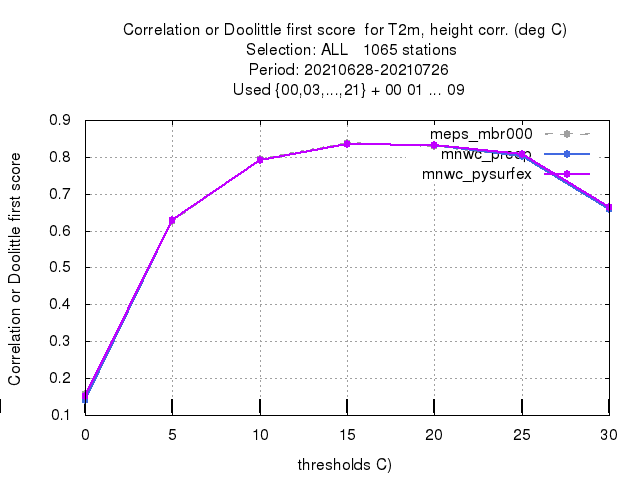 Correlation or Doolittle first score  for T2m, height corr. (deg C)
Selection: ALL   1065 stations
Period: 20210628-20210726
Used {00,03,...,21} + 00 01 ... 09
Correlation or Doolittle first score
0.9
0.8
0.7
0.6
0.5
0.4
0.3
0.2
0.1
meps_mbr000
mnwc_preop
mnwc_pysurfex
0 5 10 15 20 25 30
thresholds C)